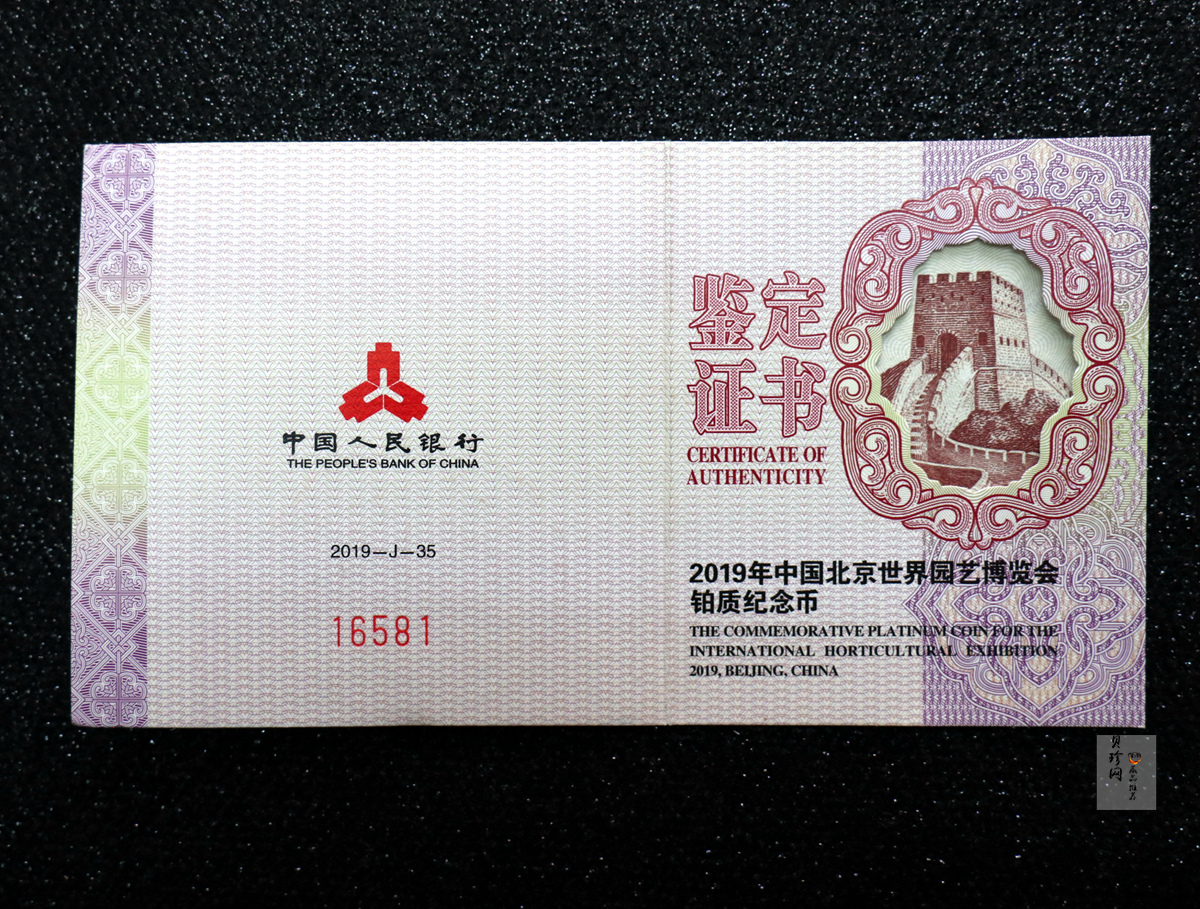 中国人民银行
THE PEOPLE'S BANK OF CHINA
2019-J-35
16581
鉴定
证书
CERTIFICATE OF
AUTHENTICITY
2019年中国北京世界园艺博览会
铂质纪念币
THE COMMEMORATIVE PLATINUM COIN FOR THE
INTERNATIONAL HORTICULTURAL EXHIBITION
2019, BEIJING, CHINA